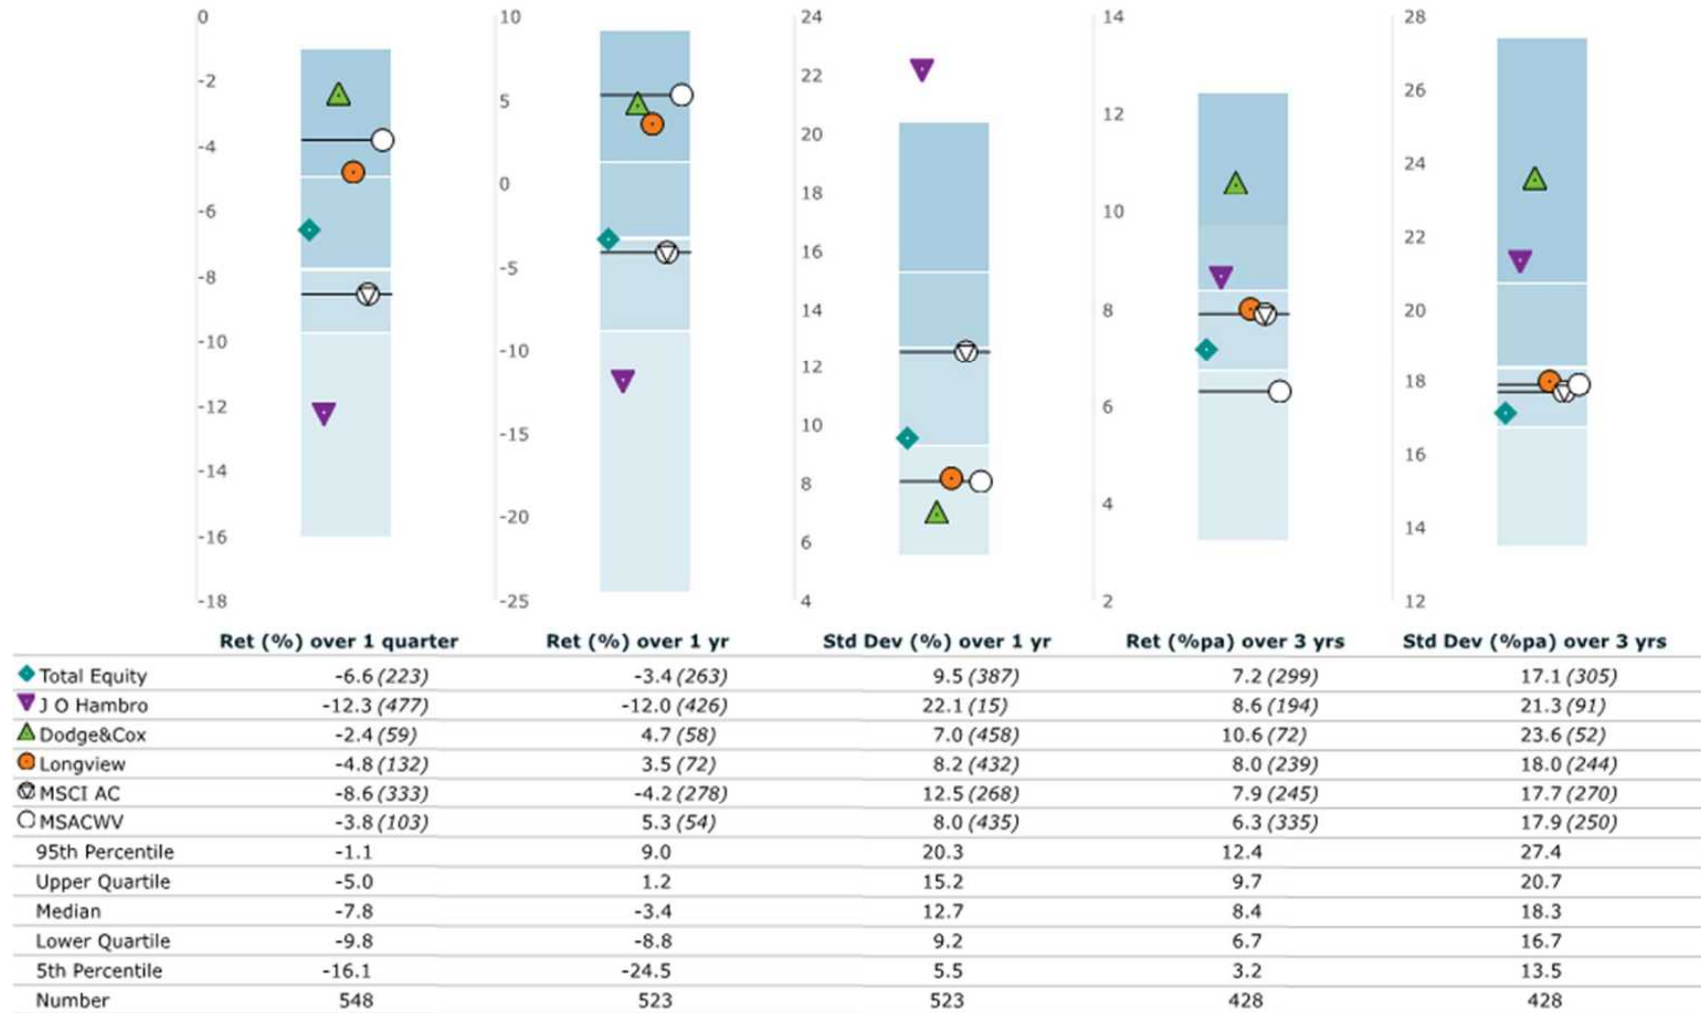 0 10 24 14 28
-2 5 22 12 26
-4 0 20 10 24
-6 -5 18 8 22
-8 -10 16 6 20
-10 -15 14 4 18
-12 -20 12 2 16
-14 -25 10 14
-16 8 12
-18 6
4
Ret (%) over 1 quarter Ret (%) over 1 yr Std Dev (%) over 1 yr Ret (%pa) over 3 yrs Std Dev (%pa) over 3 yrs
Total Equity -6.6 (223) -3.4 (263) 9.5 (387) 7.2 (299) 17.1 (305)
J O Hambro -12.3 (477) -12.0 (426) 22.1 (15) 8.6 (194) 21.3 (91)
Dodge&Cox -2.4 (59) 4.7 (58) 7.0 (458) 10.6 (72) 23.6 (52)
Longview -4.8 (132) 3.5 (72) 8.2 (432) 8.0 (239) 18.0 (244)
MSCI AC -8.6 (333) -4.2 (278) 12.5 (268) 7.9 (245) 17.7 (270)
MSACWV -3.8 (103) 5.3 (54) 8.0 (435) 6.3 (335) 17.9 (250)
95th Percentile -1.1 9.0 20.3 12.4 27.4
Upper Quartile -5.0 1.2 15.2 9.7 20.7
Median -7.8 -3.4 12.7 8.4 18.3
Lower Quartile -9.8 -8.8 9.2 6.7 16.7
5th Percentile -16.1 -24.5 5.5 3.2 13.5
Number 548 523 523 428 428